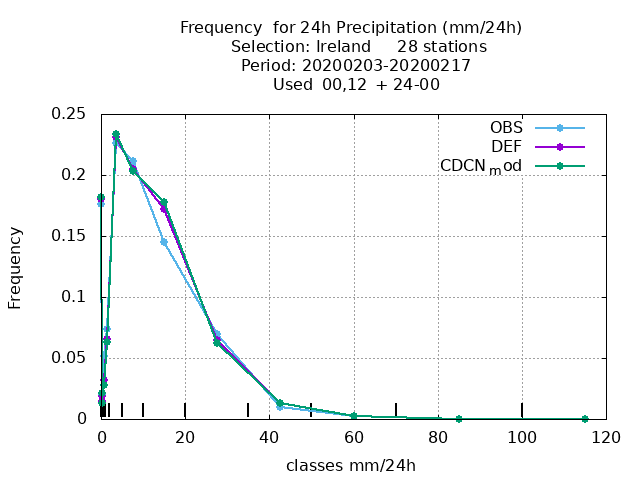 Frequency  for 24h Precipitation (mm/24h)
Selection: Ireland     28 stations
Period: 20200203-20200217
Used  00,12  + 24-00
0.25
0.2
0.15
0.1
0.05
0
Frequency
OBS
DEF
CDCN_mod
0 20 40 60 80 100 120
classes mm/24h